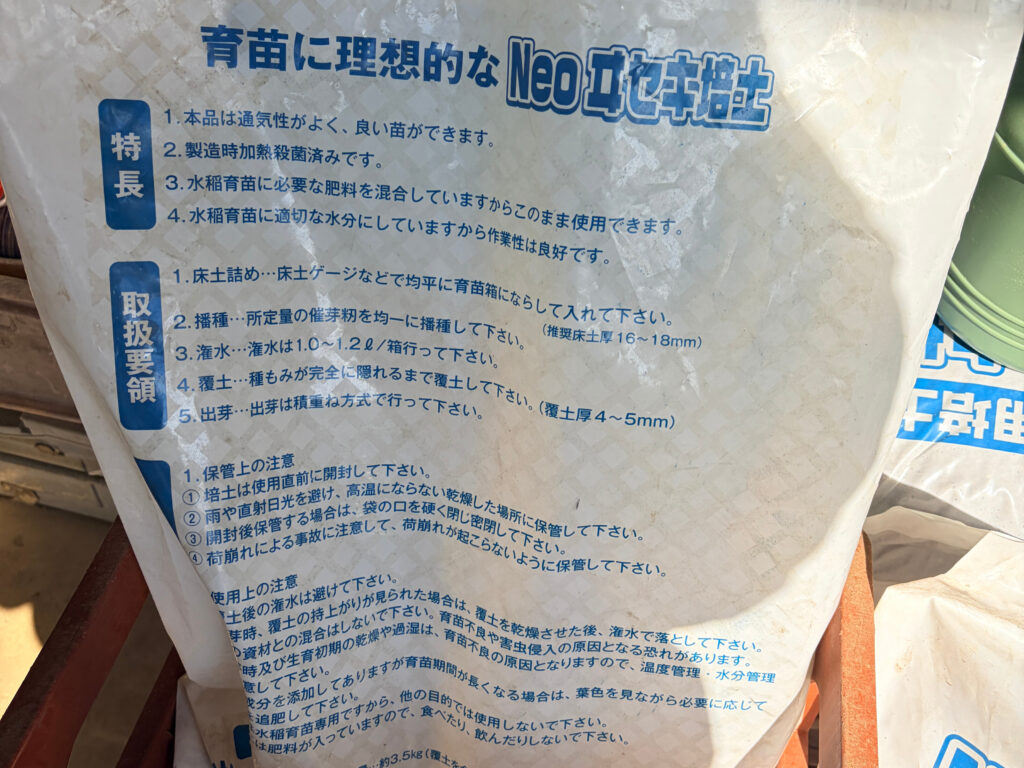 育苗に理想的な Neo ヰセキ培土
特長
1.本品は通気性がよく、良い苗ができます。
2.製造時加熱殺菌済みです。
3.水稲育苗に必要な肥料を混合していますからこのまま使用できます。
4.水稲育苗に適切な水分にしていますから作業性は良好です。
取扱要領
1.床土詰め…床土ゲージなどで均平に育苗箱にならして入れて下さい。
(推奨床土厚16~18mm)
2.播種…所定量の催芽籾を均一に播種して下さい。
3.潅水…潅水は1.0~1.2ℓ/箱行って下さい。
4.覆土…種もみが完全に隠れるまで覆土して下さい。(覆土厚4~5mm)
5.出芽…出芽は積重ね方式で行って下さい。
1.保管上の注意
①培土は使用直前に開封して下さい。
②雨や直射日光を避け、高温にならない乾燥した場所に保管して下さい。
③開封後保管する場合は、袋の口を硬く閉じ密閉して下さい。
④荷崩れによる事故に注意して、荷崩れが起こらないように保管して下さい。
使用上の注意
土後の潅水は避けて下さい。
芽時、覆土の持上がりが見られた場合は、覆土を乾燥させた後、潅水で落として下さい。
の資材との混合はしないで下さい。育苗不良や害虫侵入の原因となる恐れがあります。
時及び生育初期の乾燥や過湿は、育苗不良の原因となりますので、温度管理・水分管理
意して下さい。
成分を添加してありますが育苗期間が長くなる場合は、葉色を見ながら必要に応じて
追肥して下さい。
水稲育苗専用ですから、他の目的では使用しないで下さい。
は肥料が入っていますので、食べたり、飲んだりしないで下さい。
約3.5kg(覆土を
用培土